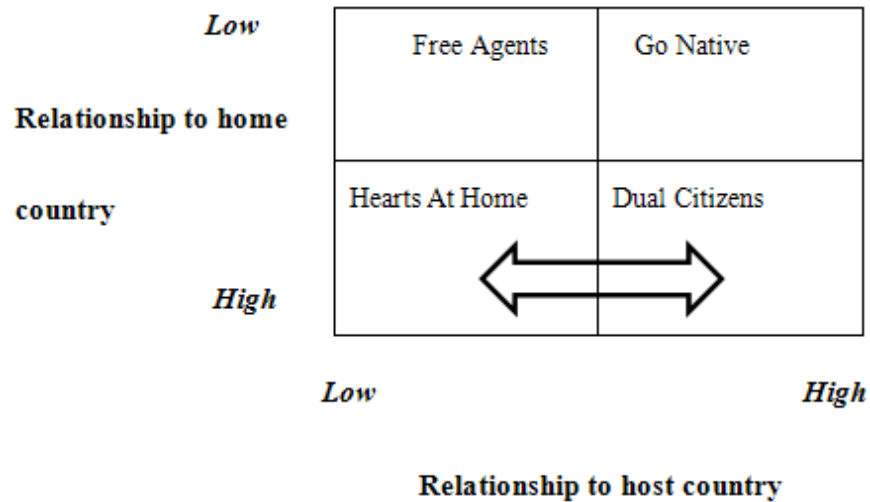 Low
Free Agents
Go Native
Relationship to home
country
Hearts At Home
Dual Citizens
High
Low
High
Relationship to host country